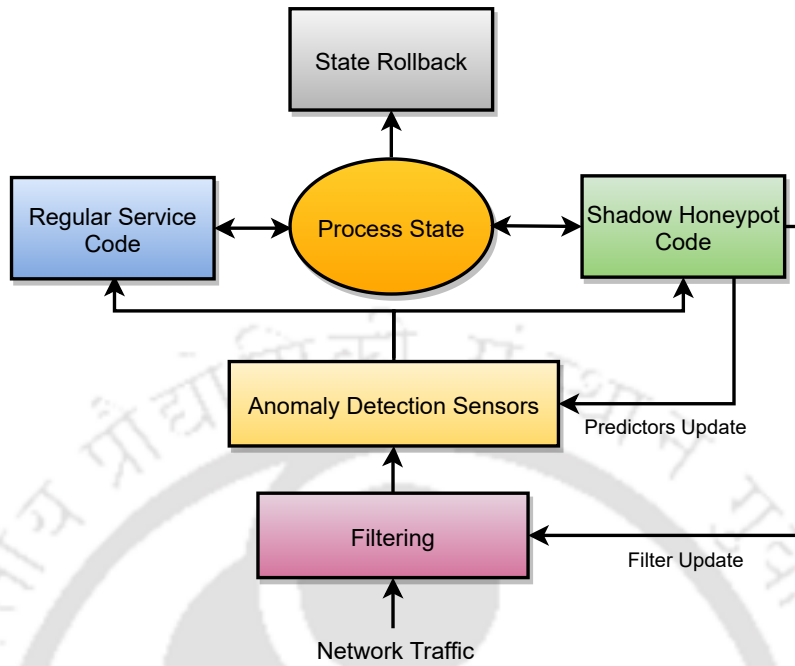 State Rollback
Regular Service
Code
Process State
Shadow Honeypot
Code
Anomaly Detection Sensors
Predictors Update
Filtering
Filter Update
Network Traffic